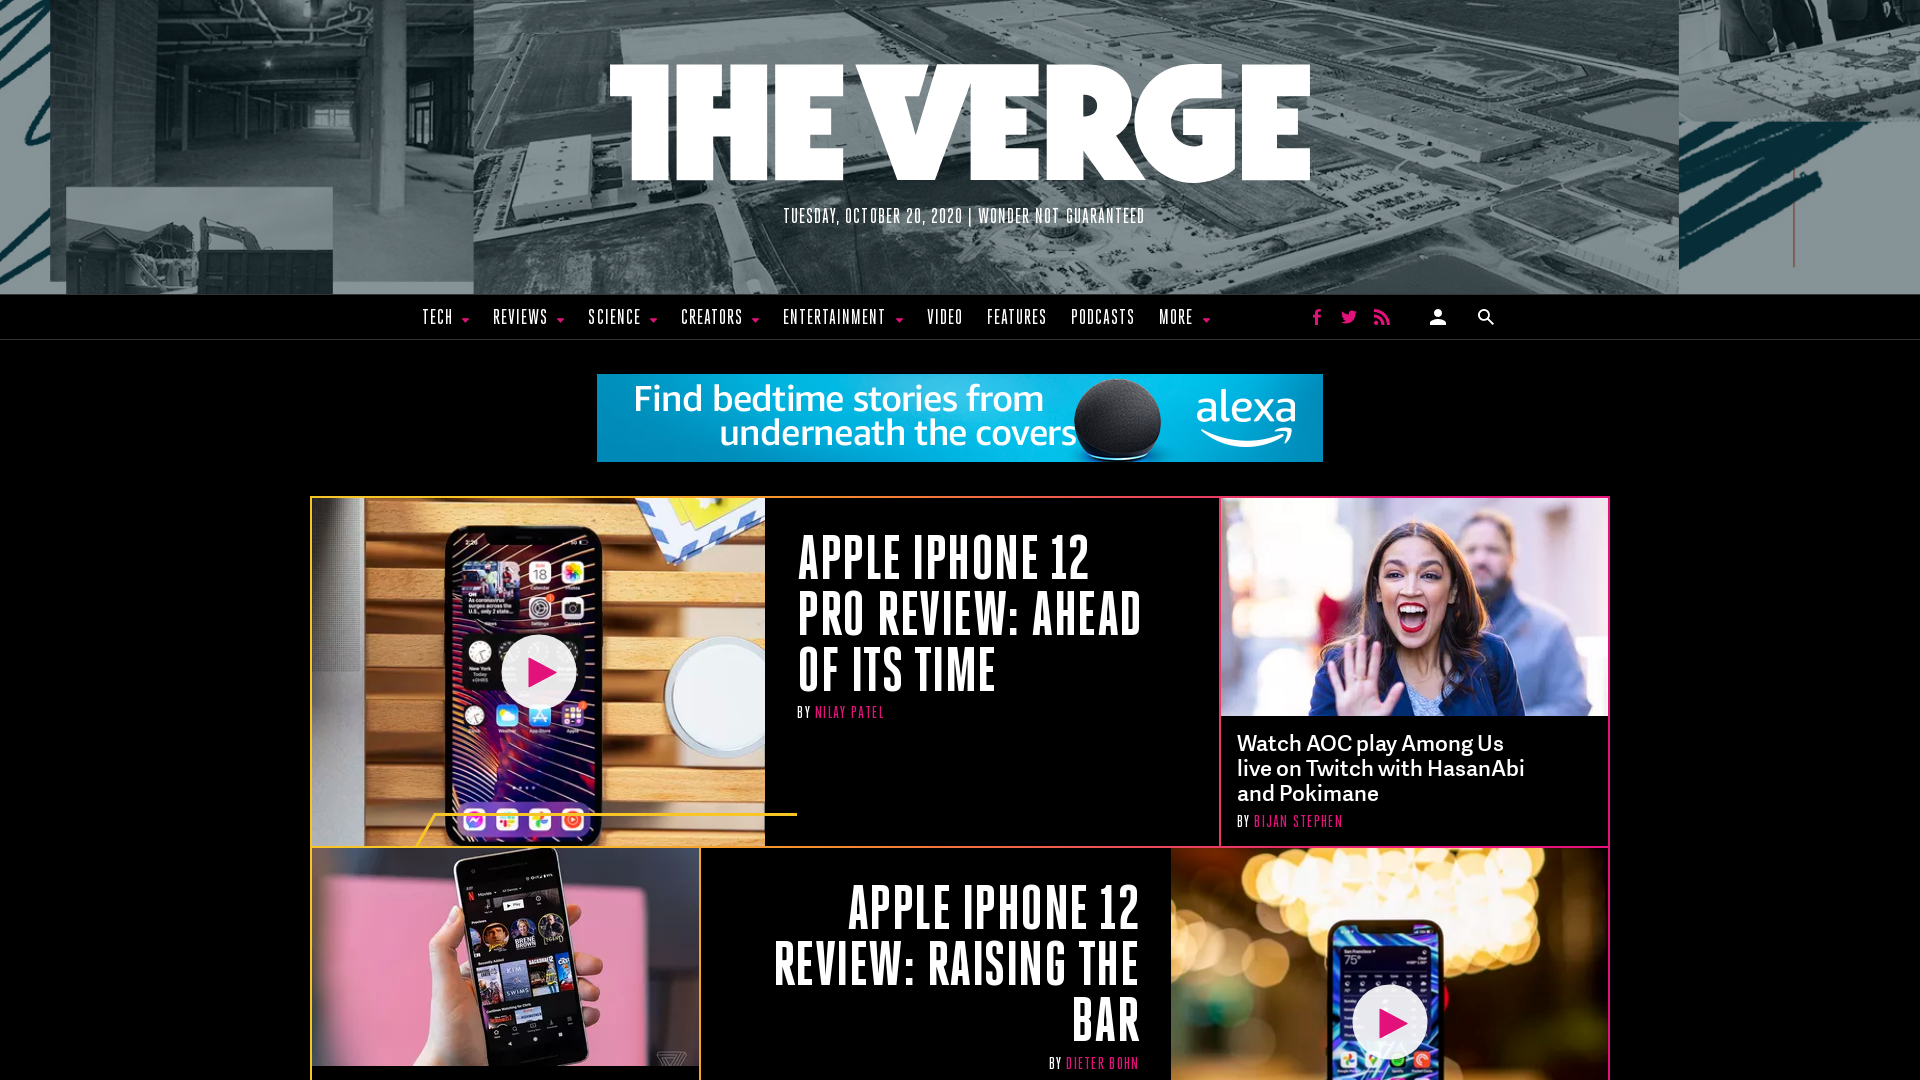 THE VERGE
TUESDAY, OCTOBER 20, 2020 | WONDER NOT GUARANTEED
TECH REVIEWS SCIENCE CREATORS ENTERTAINMENT VIDEO FEATURES PODCASTS MORE
Find bedtime stories from
underneath the covers
alexa
APPLE IPHONE 12
PRO REVIEW: AHEAD
OF ITS TIME
BY NILAY PATEL
Watch AOC play Among Us
live on Twitch with HasanAbi
and Pokimane
BY BIJAN STEPHEN
APPLE IPHONE 12
REVIEW: RAISING THE
BAR
BY DIETER BOHN